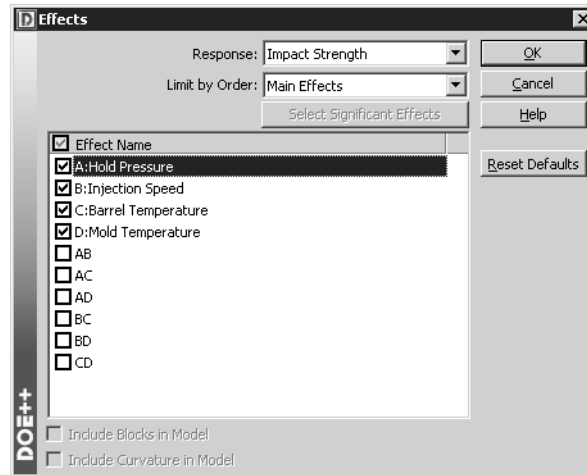 Effects
Response: Impact Strength OK
Limit by Order: Main Effects Cancel
Select Significant Effects Help
Effect Name
A:Hold Pressure Reset Defaults
B:Injection Speed
C:Barrel Temperature
D:Mold Temperature
AB
AC
AD
BC
BD
CD
Include Blocks in Model
Include Curvature in Model
DOE++